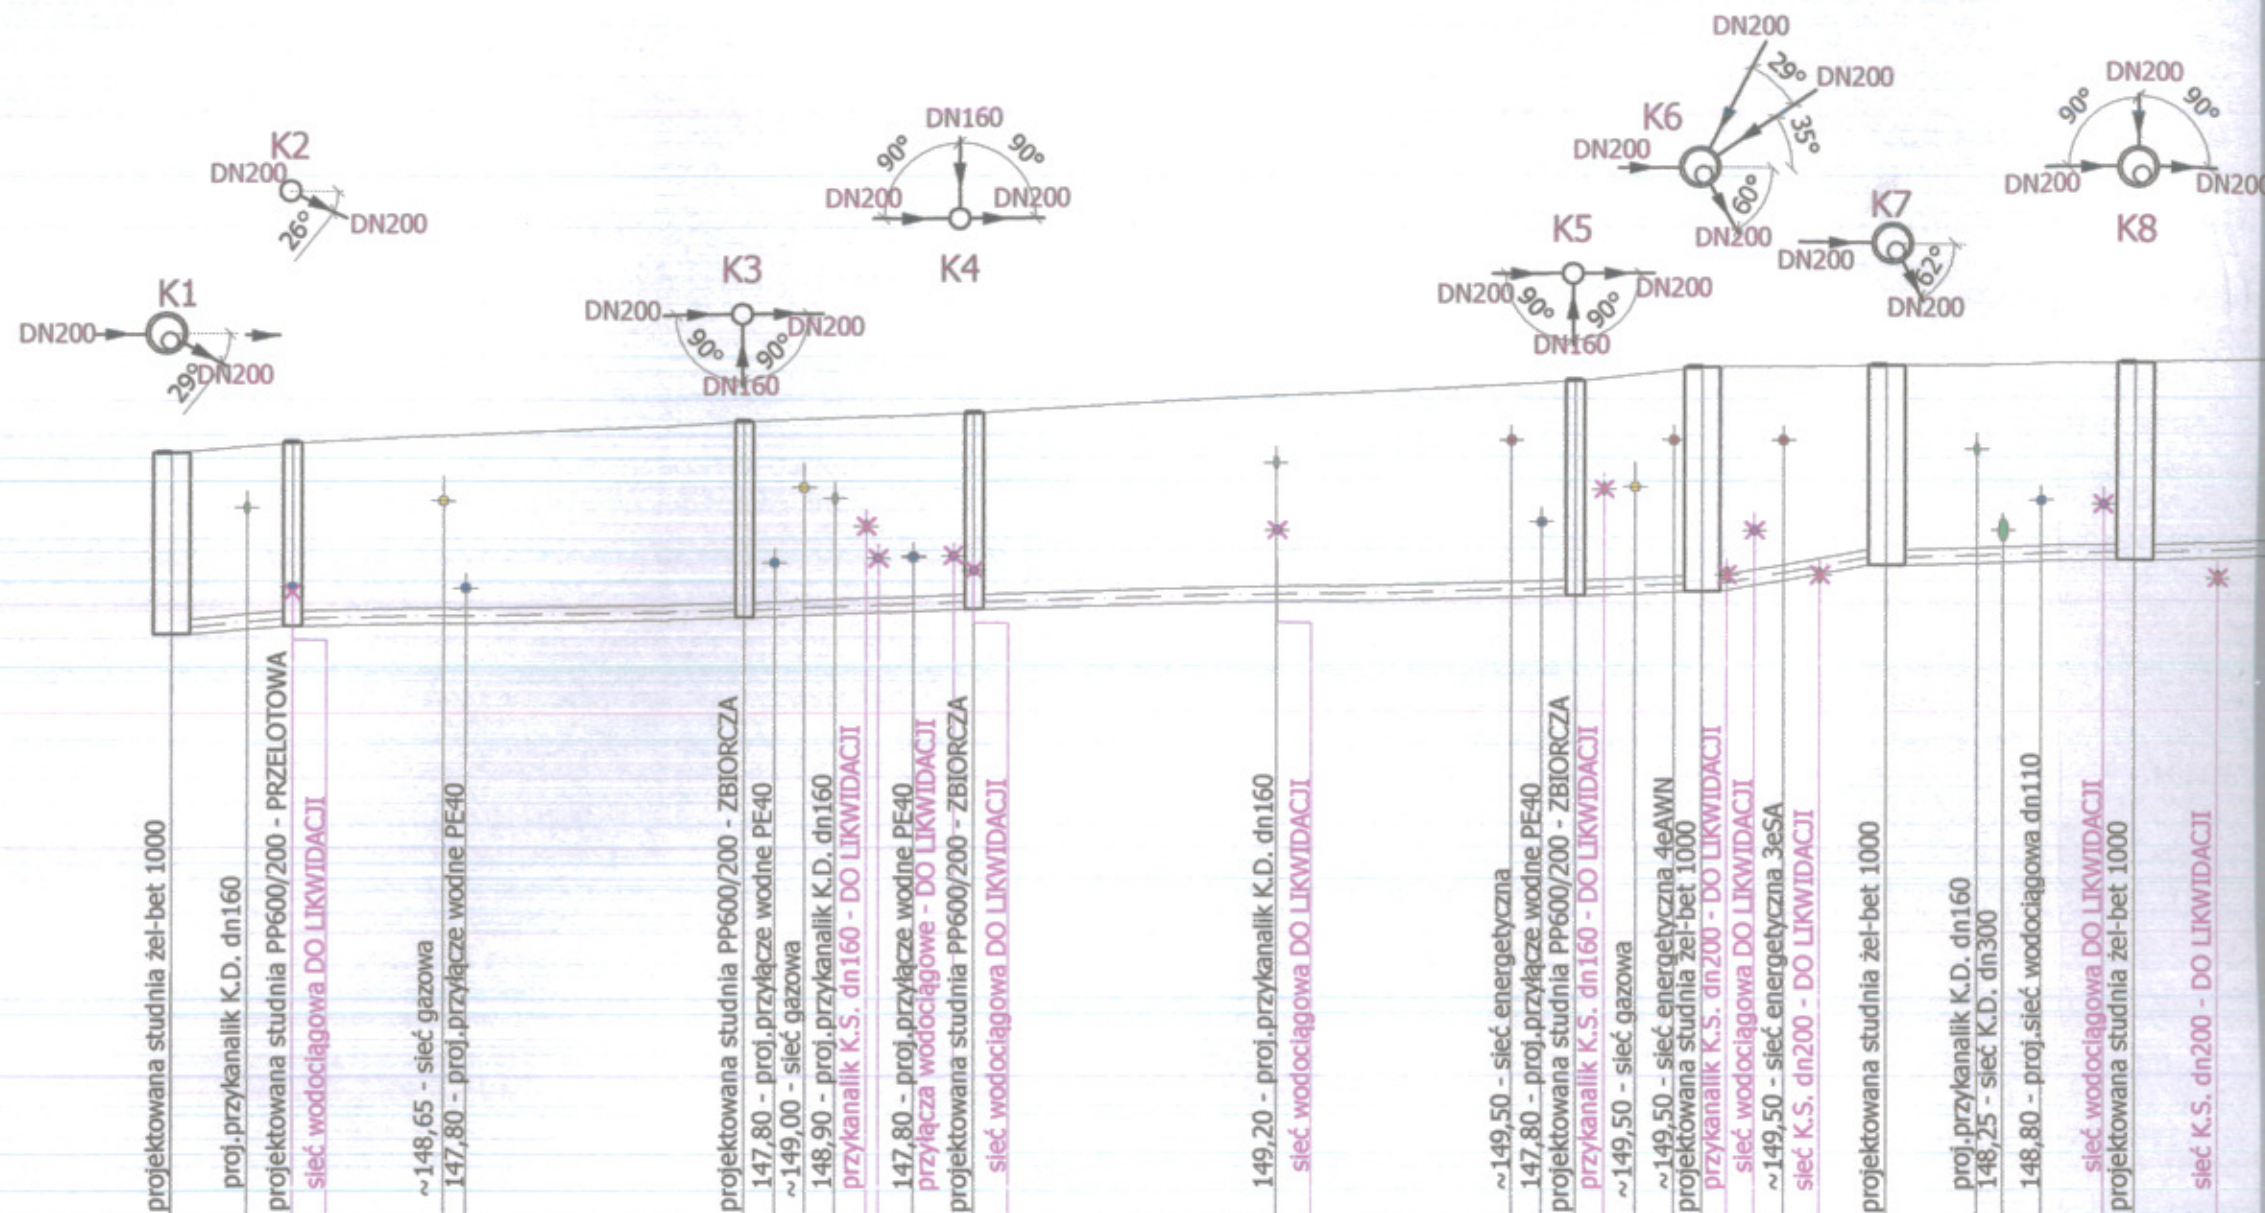 DN200
29°
DN200
K6
DN200
35°
DN200
90°
90°
K2
DN200
26°
DN200
DN160
90°
90°
DN200
DN200
K4
60°
DN200
K8
DN200
DN200
K1
DN200
29°
DN200
K3
DN200
90°
90°
DN200
DN160
K5
DN200
90°
90°
DN200
DN160
K7
DN200
62°
DN200
projektowana studnia żel-bet 1000
proj.przykanalik K.D. dn160
projektowana studnia PP600/200 - PRZELOTOWA
sieć wodociągowa DO LIKWIDACJI
~148,65 - sieć gazowa
147,80 - proj.przyłącze wodne PE40
projektowana studnia PP600/200 - ZBIORCZA
147,80 - proj.przyłącze wodne PE40
~149,00 - sieć gazowa
148,90 - proj.przykanalik K.D. dn160
przykanalik K.S. dn160 - DO LIKWIDACJI
147,80 - proj.przyłącze wodne PE40
przyłącza wodociągowe - DO LIKWIDACJI
projektowana studnia PP600/200 - ZBIORCZA
sieć wodociągowa DO LIKWIDACJI
149,20 - proj.przykanalik K.D. dn160
sieć wodociągowa DO LIKWIDACJI
~149,50 - sieć energetyczna
147,80 - proj.przyłącze wodne PE40
projektowana studnia PP600/200 - ZBIORCZA
przykanalik K.S. dn160 - DO LIKWIDACJI
~149,50 - sieć gazowa
~149,50 - sieć energetyczna 4eAWN
projektowana studnia żel-bet 1000
przykanalik K.S. dn200 - DO LIKWIDACJI
sieć wodociągowa DO LIKWIDACJI
~149,50 - sieć energetyczna 3eSA
sieć K.S. dn200 - DO LIKWIDACJI
projektowana studnia żel-bet 1000
proj.przykanalik K.D. dn160
148,25 - sieć K.D. dn300
148,80 - proj.sieć wodociągowa dn110
sieć wodociągowa DO LIKWIDACJI
projektowana studnia żel-bet 1000
sieć K.S. dn200 - DO LIKWIDACJI